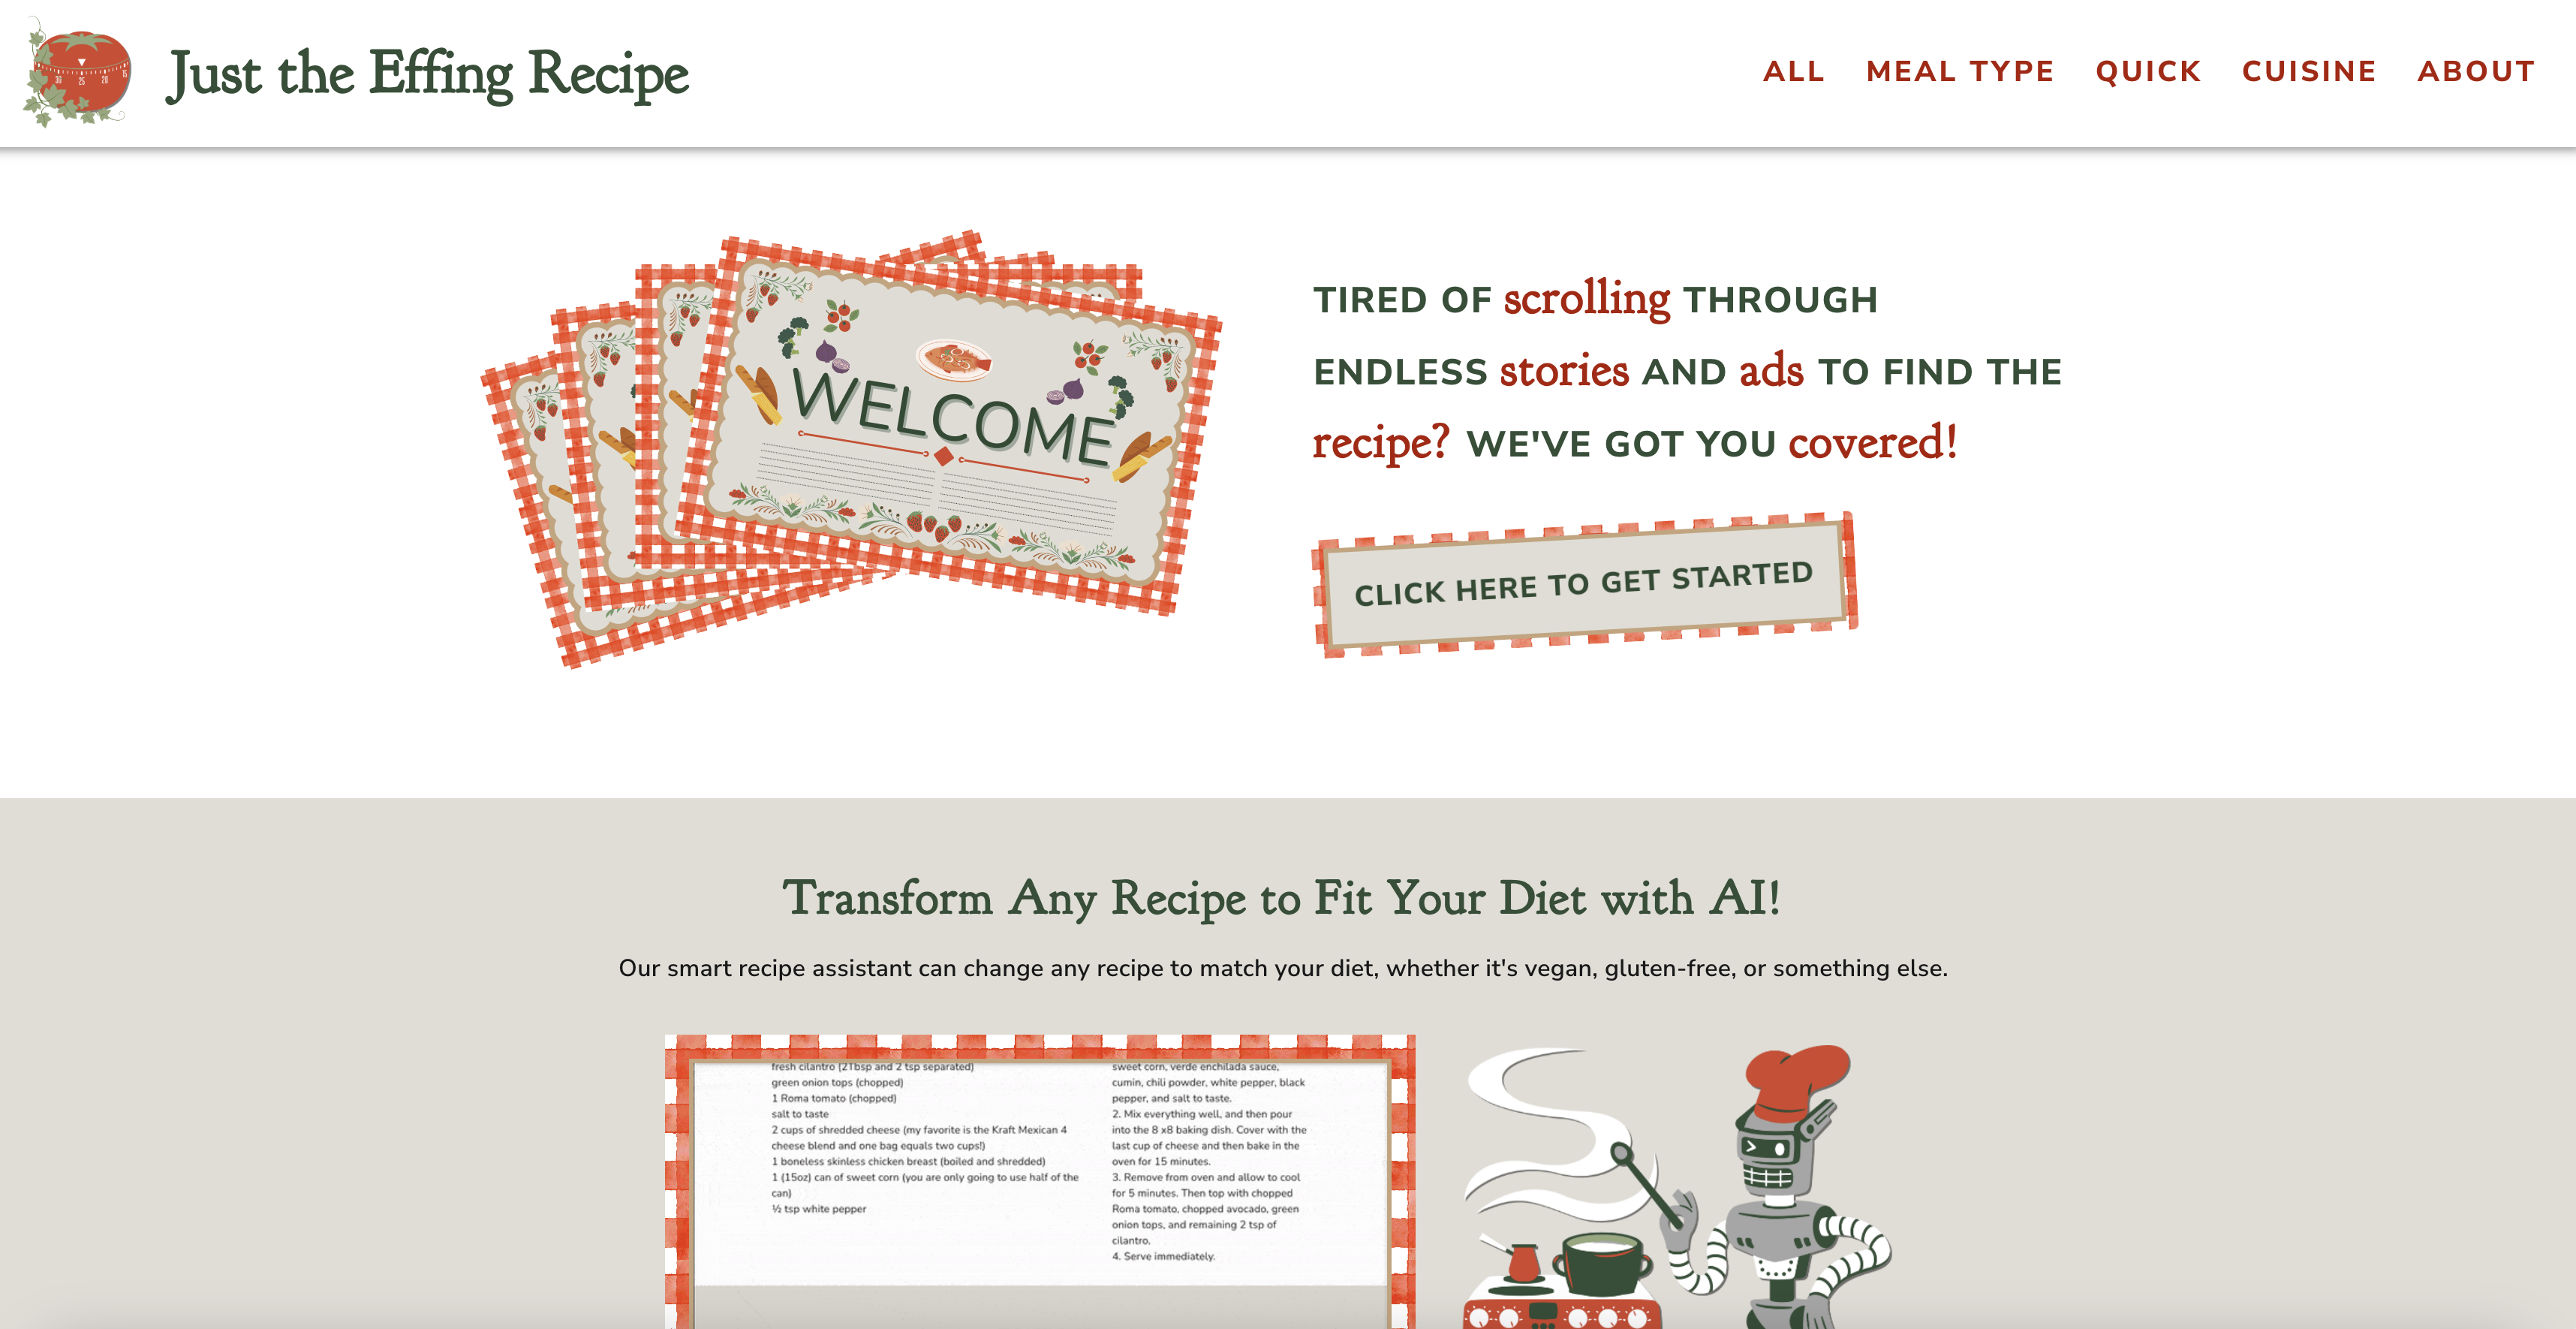 Just the Effing Recipe
ALL MEAL TYPE QUICK CUISINE ABOUT
30 25 20 15
WELCOME
TIRED OF scrolling THROUGH
ENDLESS stories AND ads TO FIND THE
recipe? WE'VE GOT YOU covered!
CLICK HERE TO GET STARTED
Transform Any Recipe to Fit Your Diet with AI!
Our smart recipe assistant can change any recipe to match your diet, whether it's vegan, gluten-free, or something else.
fresh cilantro (2Tbsp and 2 tsp separated)
green onion tops (chopped)
1 Roma tomato (chopped)
salt to taste
2 cups of shredded cheese (my favorite is the Kraft Mexican 4
cheese blend and one bag equals two cups!)
1 boneless skinless chicken breast (boiled and shredded)
1 (15oz) can of sweet corn (you are only going to use half of the
can)
½ tsp white pepper
sweet corn, verde enchilada sauce,
cumin, chili powder, white pepper, black
pepper, and salt to taste.
2. Mix everything well, and then pour
into the 8 x8 baking dish. Cover with the
last cup of cheese and then bake in the
oven for 15 minutes.
3. Remove from oven and allow to cool
for 5 minutes. Then top with chopped
Roma tomato, chopped avocado, green
onion tops, and remaining 2 tsp of
cilantro.
4. Serve immediately.